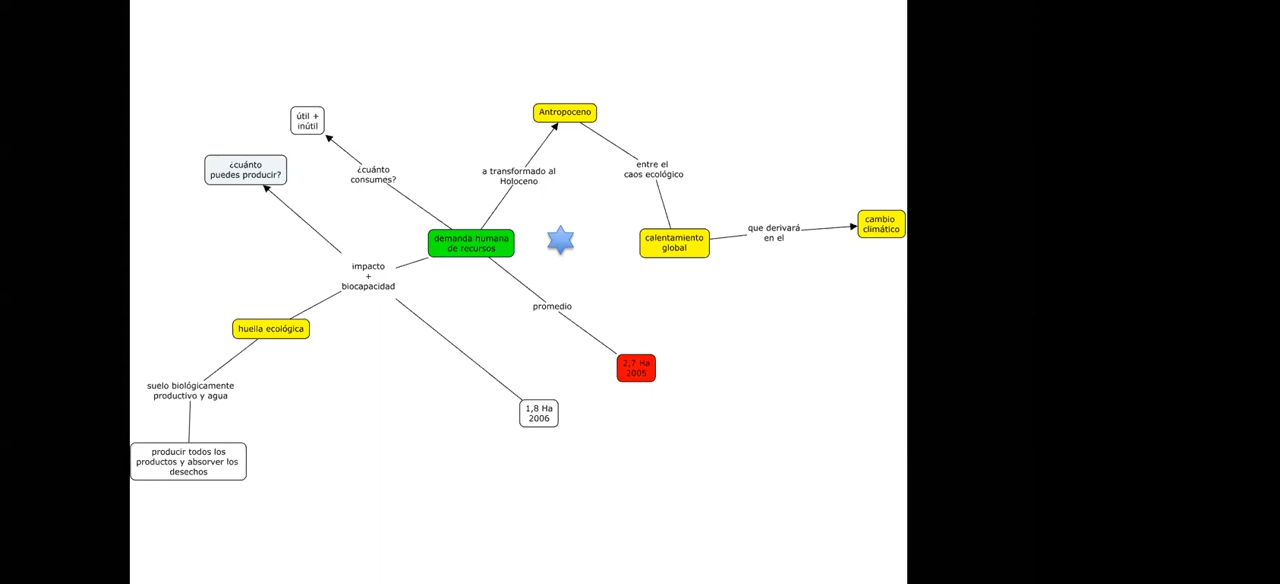 Antropoceno
útil +
inútil
¿cuánto
puedes producir?
¿cuánto
consumes?
a transformado al
Holoceno
entre el
caos ecológico
demanda humana
de recursos
calentamiento
global
que derivará
en el
cambio
climático
impacto
+
biocapacidad
promedio
huella ecológica
2,7 Ha
2005
suelo biológicamente
productivo y agua
1,8 Ha
2006
producir todos los
productos y absorver los
desechos